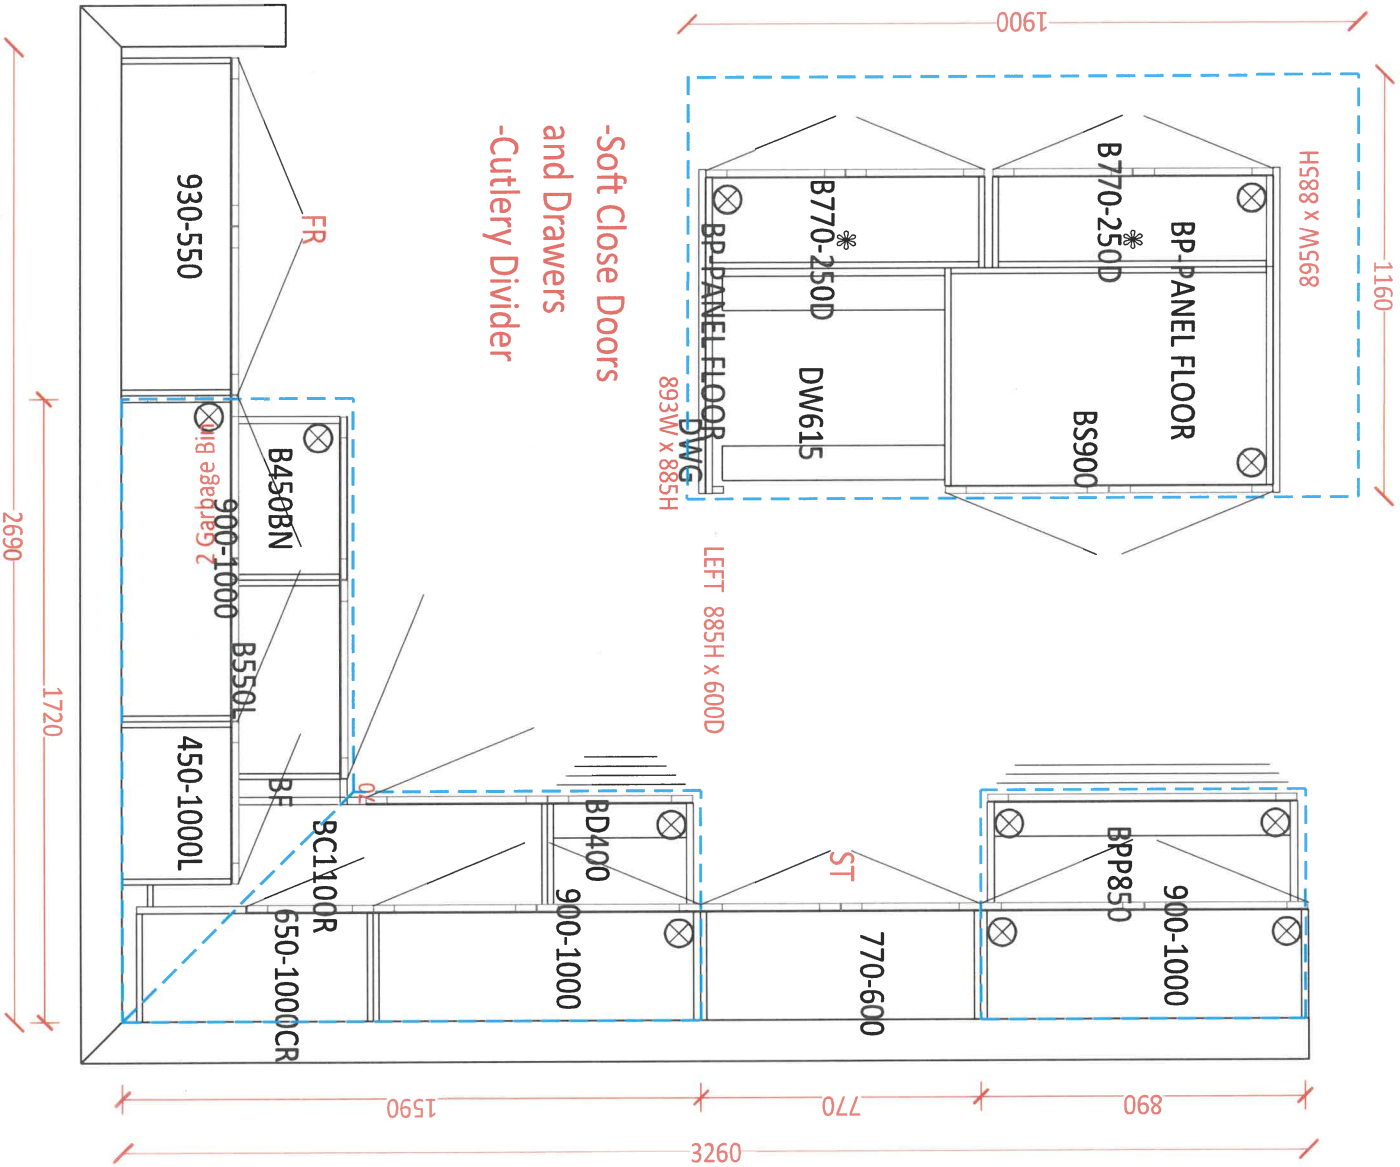 1900
1160
895W x 885H
B770-250D
B770-250D
BP-PANEL FLOOR
BP-PANEL FLOOR
DW615
BS900
DWG
893W x 885H
LEFT 885H x 600D
-Soft Close Doors
and Drawers
-Cutlery Divider
FR
930-550
2 Garbage Bin
B450BN
900-1000
B550L
450-1000L
BF
70
BC1100R
650-1000CR
BD400
900-1000
ST
770-600
BPP850
900-1000
2690
1720
1590
770
890
3260